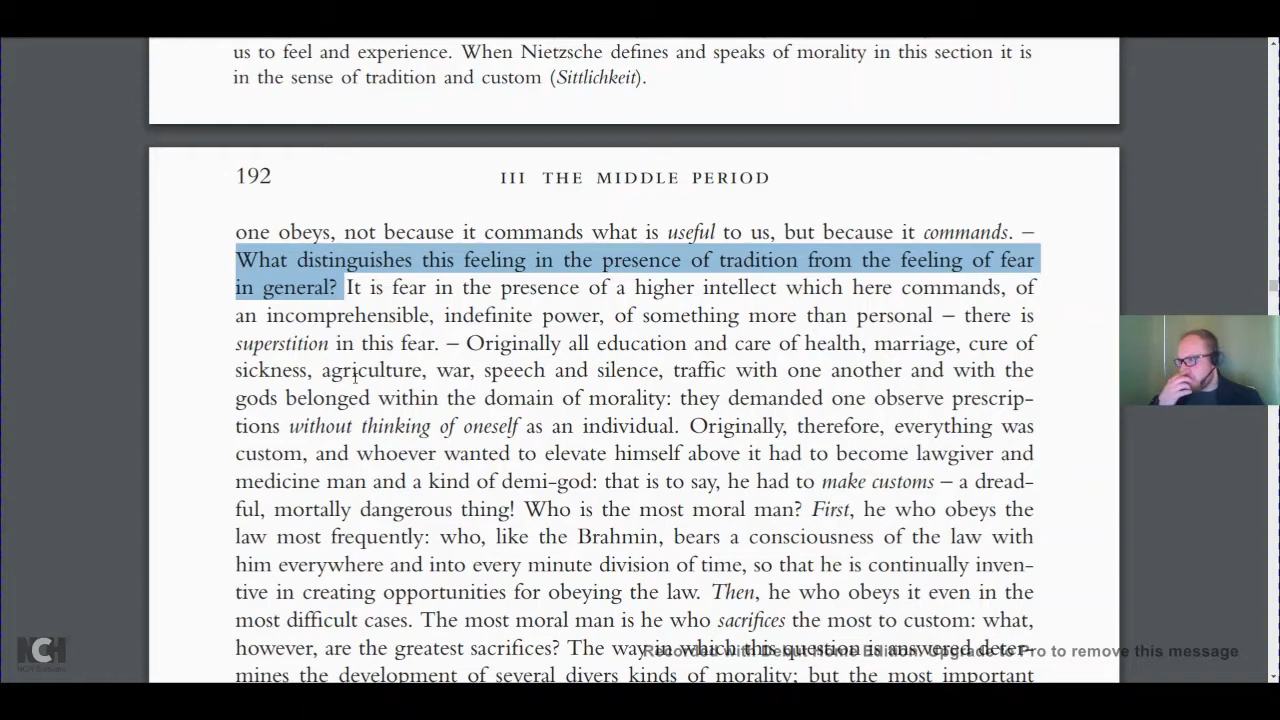 us to feel and experience. When Nietzsche defines and speaks of morality in this section it is
in the sense of tradition and custom (Sittlichkeit).
192
III THE MIDDLE PERIOD
one obeys, not because it commands what is useful to us, but because it commands. –
What distinguishes this feeling in the presence of tradition from the feeling of fear
in general? It is fear in the presence of a higher intellect which here commands, of
an incomprehensible, indefinite power, of something more than personal – there is
superstition in this fear. – Originally all education and care of health, marriage, cure of
sickness, agriculture, war, speech and silence, traffic with one another and with the
gods belonged within the domain of morality: they demanded one observe prescrip-
tions without thinking of oneself as an individual. Originally, therefore, everything was
custom, and whoever wanted to elevate himself above it had to become lawgiver and
medicine man and a kind of demi-god: that is to say, he had to make customs – a dread-
ful, mortally dangerous thing! Who is the most moral man? First, he who obeys the
law most frequently: who, like the Brahmin, bears a consciousness of the law with
him everywhere and into every minute division of time, so that he is continually inven-
tive in creating opportunities for obeying the law. Then, he who obeys it even in the
most difficult cases. The most moral man is he who sacrifices the most to custom: what,
however, are the greatest sacrifices? The way in which this question is answered deter-
mines the development of several divers kinds of morality; but the most important
Recorded with Debut Home Edition. Upgrade to Pro to remove this message
NCH